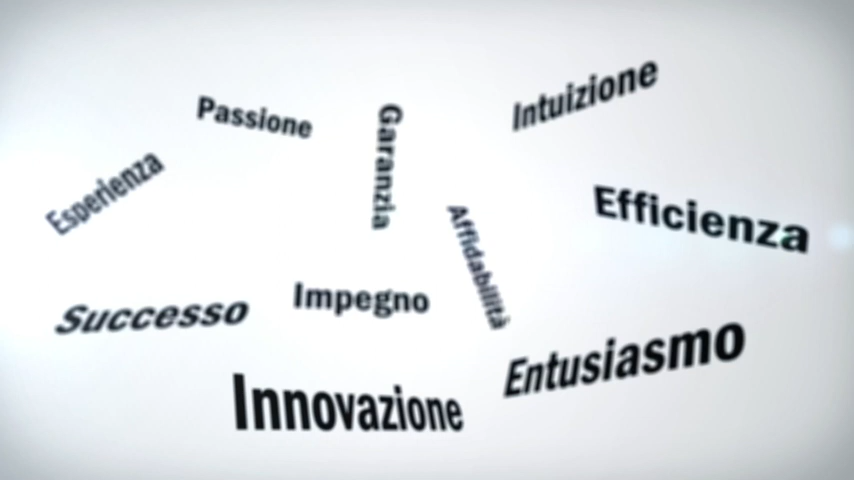 Intuizione
Passione
Garanzia
Esperienza
Efficienza
Affidabilità
Impegno
Successo
Entusiasmo
Innovazione